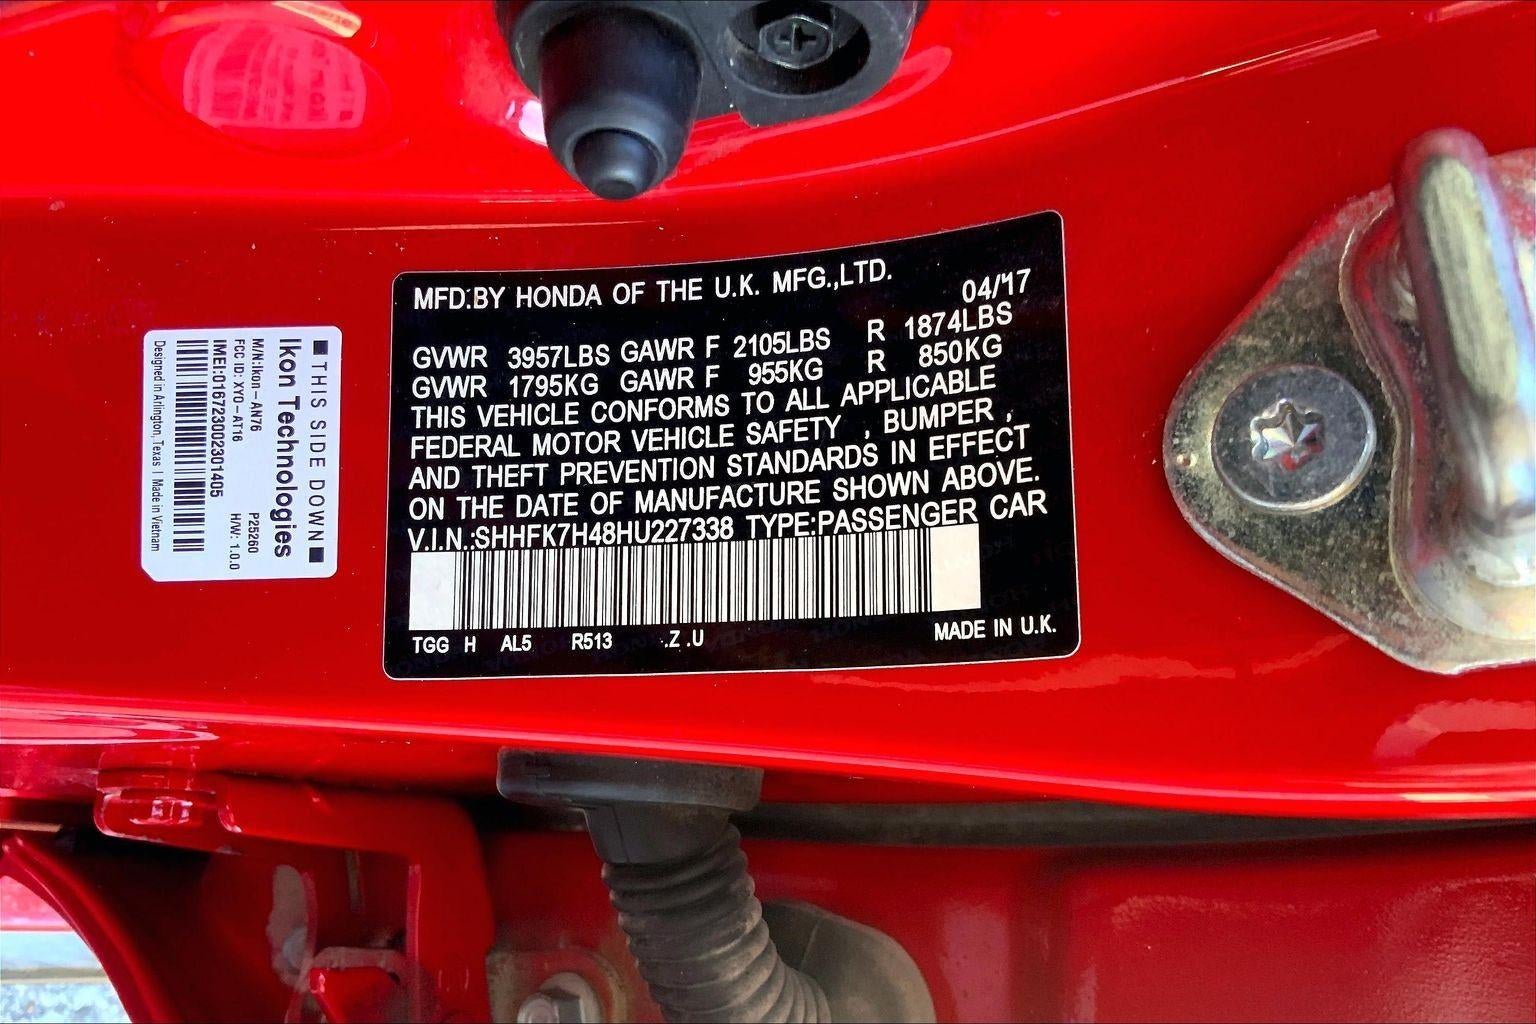 MFD.BY HONDA OF THE U.K. MFG.,LTD.
04/17
GVWR 3957LBS GAWR F 2105LBS R 1874LBS
GVWR 1795KG GAWR F 955KG R 850KG
THIS VEHICLE CONFORMS TO ALL APPLICABLE
FEDERAL MOTOR VEHICLE SAFETY , BUMPER ,
AND THEFT PREVENTION STANDARDS IN EFFECT
ON THE DATE OF MANUFACTURE SHOWN ABOVE.
V.I.N.:SHHFK7H48HU227338 TYPE:PASSENGER CAR
TGG H AL5 R513 .Z .U
MADE IN U.K.
THIS SIDE DOWN
Ikon Technologies
M/N:Ikon-AN76 P25260
FCC ID: XYO-AT16 H/W: 1.0.0
IMEI:016723002301405
Designed in Arlington, Texas | Made in Vietnam